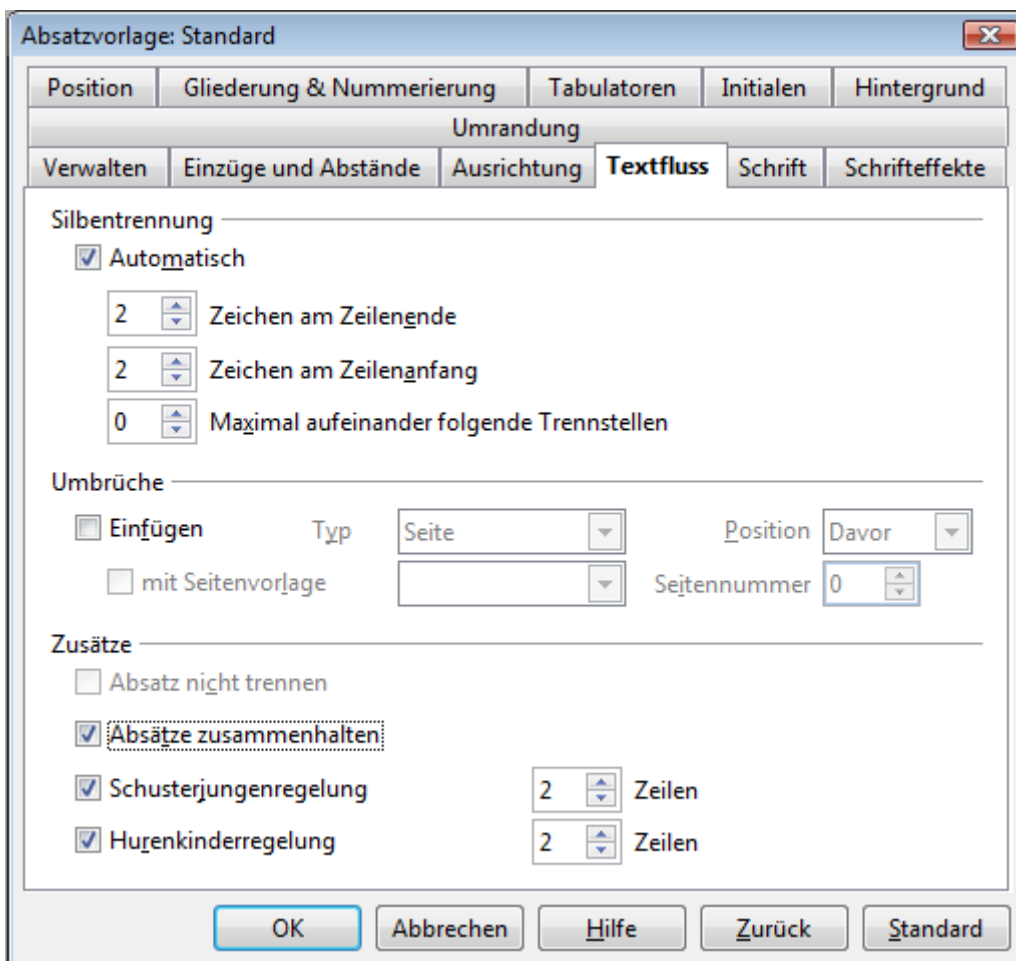 Absatzvorlage: Standard
Position Gliederung & Nummerierung Tabulatoren Initialen Hintergrund
Umrandung
Verwalten Einzüge und Abstände Ausrichtung Textfluss Schrift Schrifteffekte
Silbentrennung
Automatisch
2 Zeichen am Zeilenende
2 Zeichen am Zeilenanfang
0 Maximal aufeinander folgende Trennstellen
Umbrüche
Einfügen Typ Seite Position Davor
mit Seitenvorlage Seitennummer 0
Zusätze
Absatz nicht trennen
Absätze zusammenhalten
Schusterjungenregelung 2 Zeilen
Hurenkinderregelung 2 Zeilen
OK Abbrechen Hilfe Zurück Standard